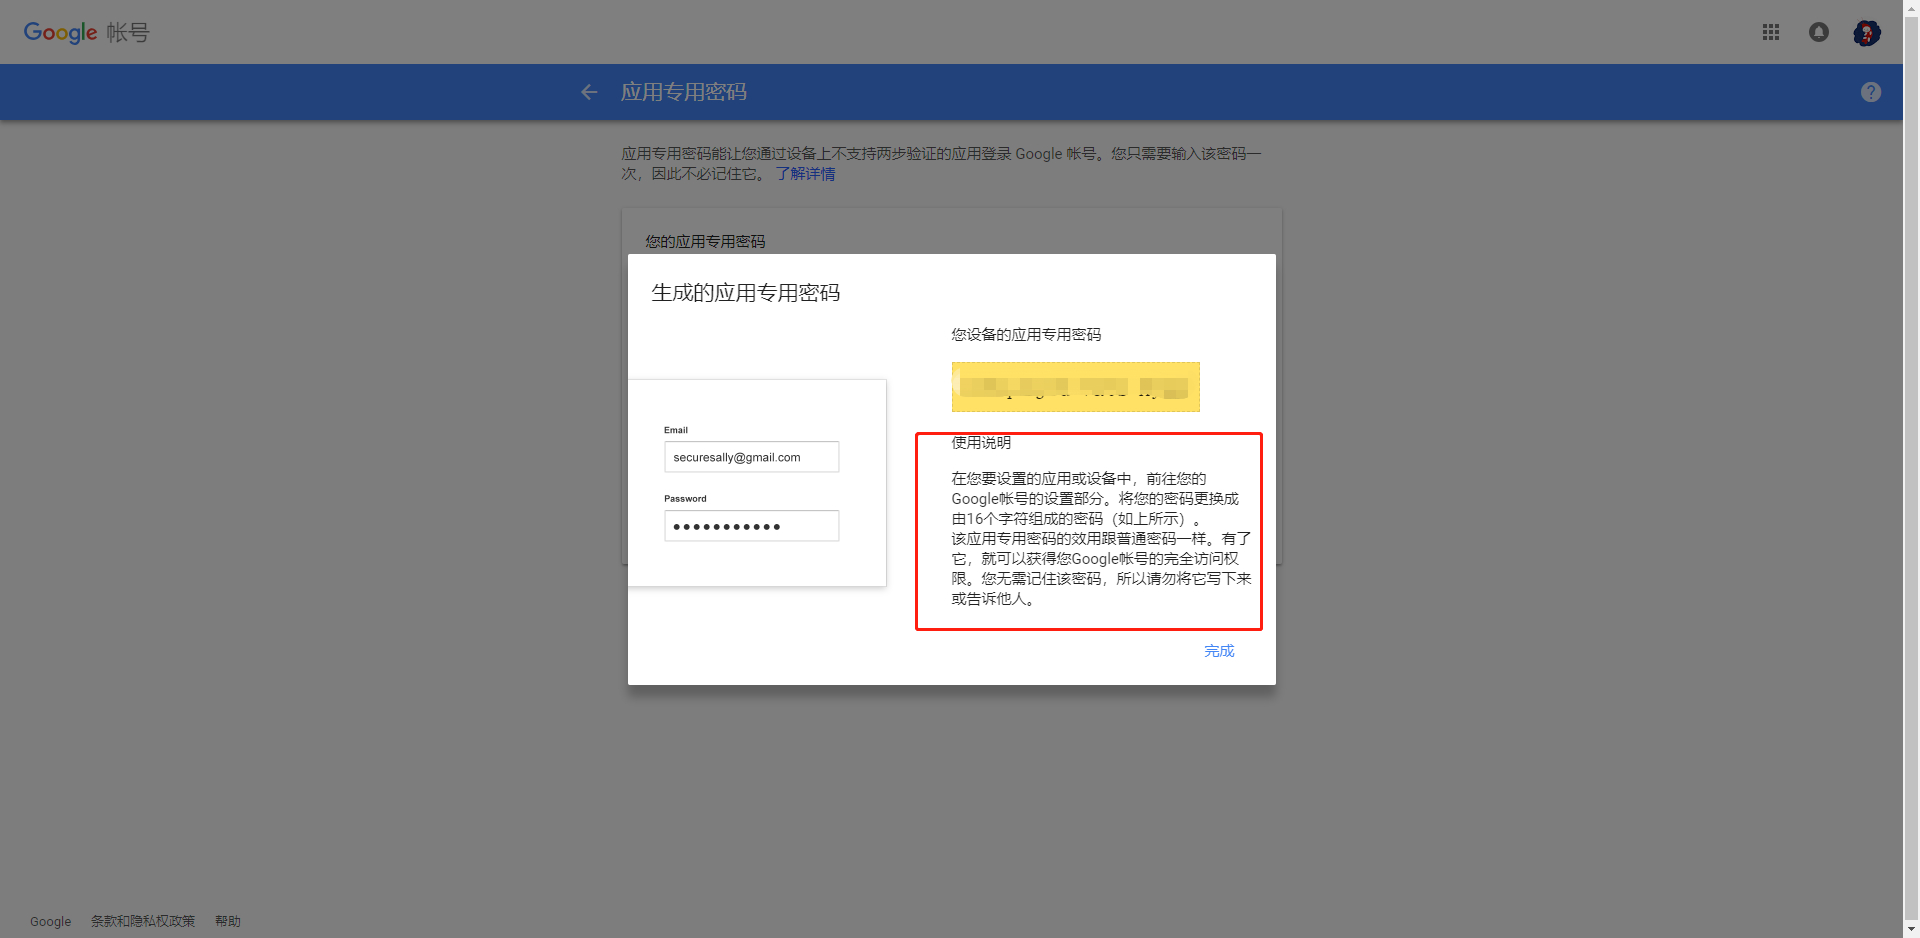 Google 帐号
应用专用密码
应用专用密码能让您通过设备上不支持两步验证的应用登录 Google 帐号。您只需要输入该密码一
次，因此不必记住它。 了解详情
您的应用专用密码
生成的应用专用密码
您设备的应用专用密码
Email
securesally@gmail.com
Password
使用说明
在您要设置的应用或设备中，前往您的
Google帐号的设置部分。将您的密码更换成
由16个字符组成的密码（如上所示）。
该应用专用密码的效用跟普通密码一样。有了
它，就可以获得您Google帐号的完全访问权
限。您无需记住该密码，所以请勿将它写下来
或告诉他人。
完成
Google 条款和隐私权政策 帮助